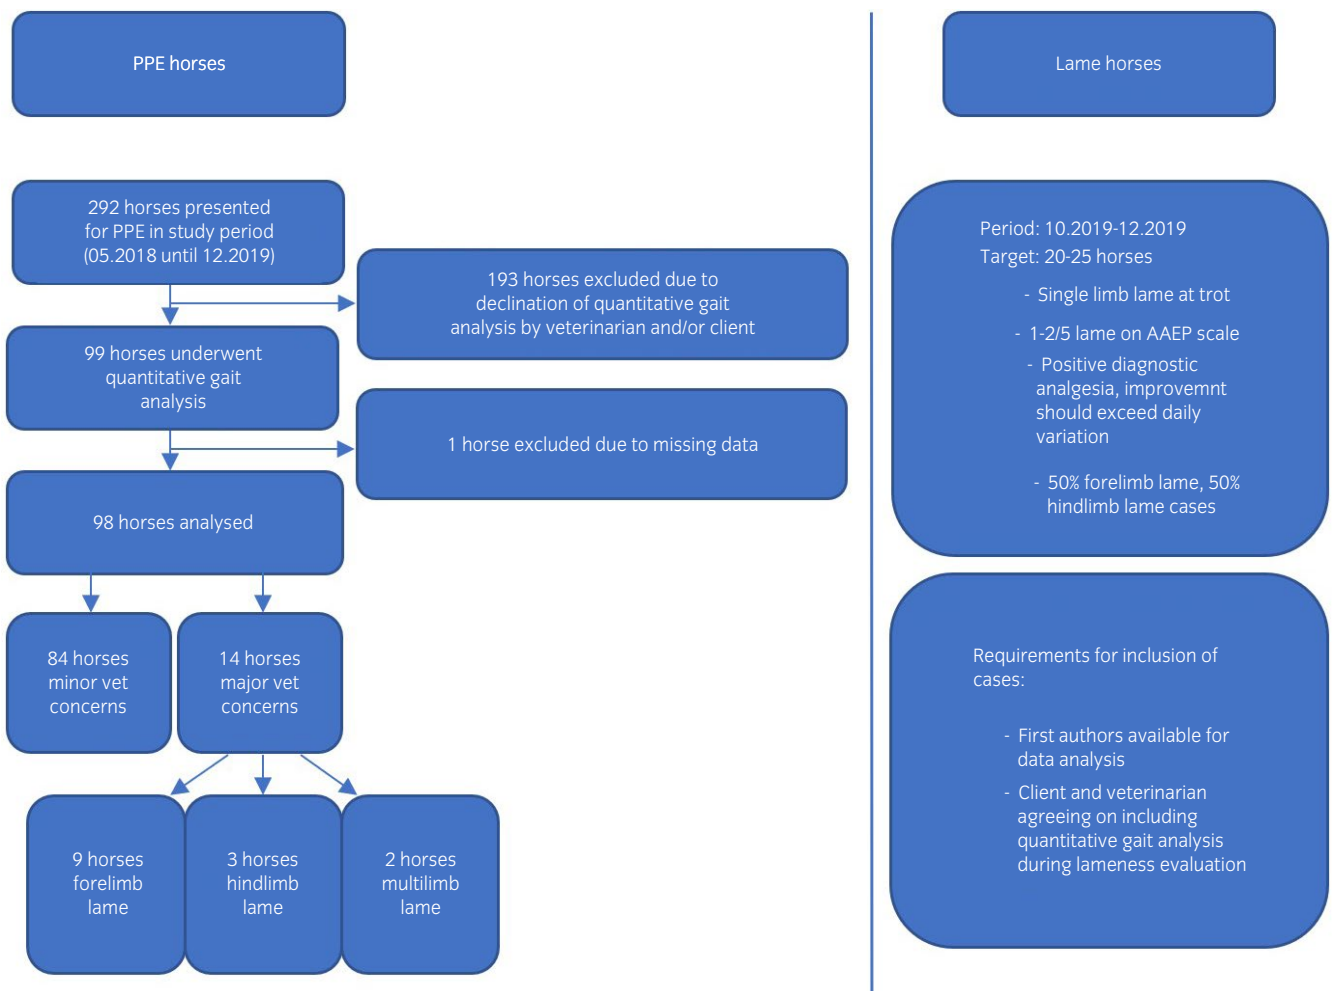 PPE horses
292 horses presented
for PPE in study period
(05.2018 until 12.2019)
193 horses excluded due to
declination of quantitative gait
analysis by veterinarian and/or client
99 horses underwent
quantitative gait
analysis
1 horse excluded due to missing data
98 horses analysed
84 horses
minor vet
concerns
14 horses
major vet
concerns
9 horses
forelimb
lame
3 horses
hindlimb
lame
2 horses
multilimb
lame
Lame horses
Period: 10.2019-12.2019
Target: 20-25 horses
- Single limb lame at trot
- 1-2/5 lame on AAEP scale
- Positive diagnostic
analgesia, improvemnt
should exceed daily
variation
- 50% forelimb lame, 50%
hindlimb lame cases
Requirements for inclusion of
cases:
- First authors available for
data analysis
- Client and veterinarian
agreeing on including
quantitative gait analysis
during lameness evaluation